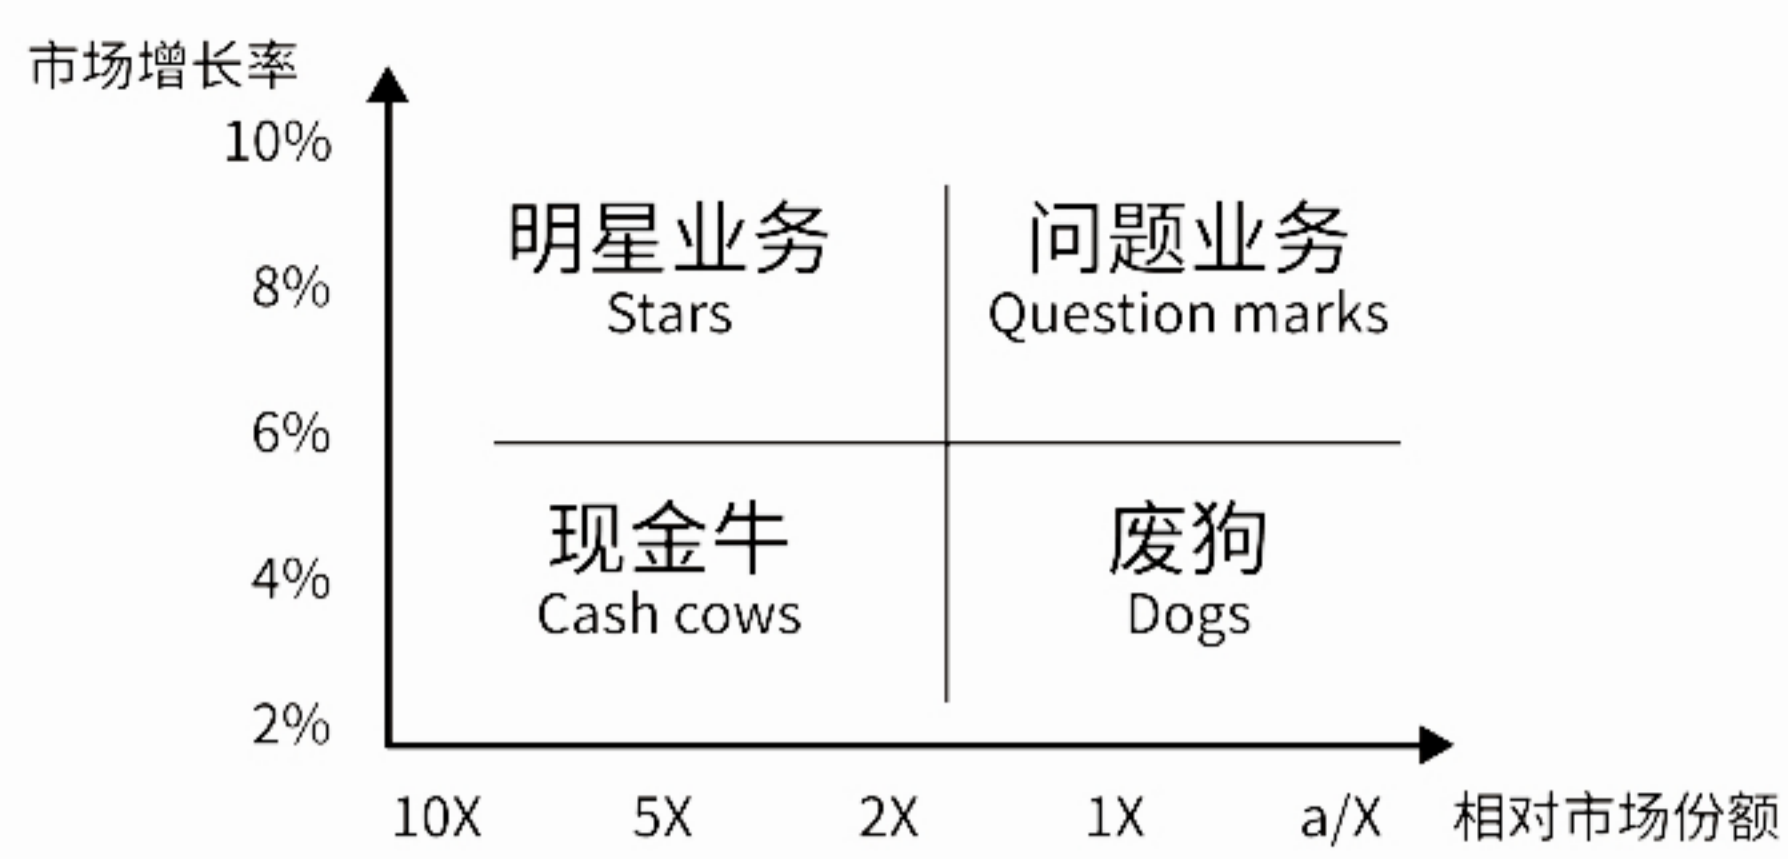 市场增长率
10%
8%
6%
4%
2%
明星业务
Stars
问题业务
Question marks
现金牛
Cash cows
废狗
Dogs
10X 5X 2X 1X a/X 相对市场份额